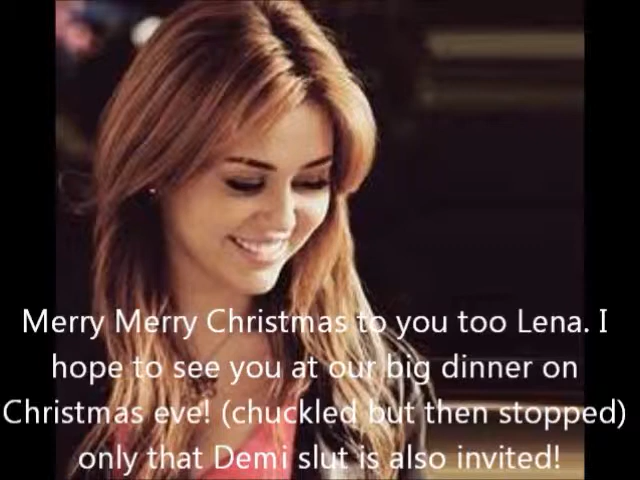 Merry Merry Christmas to you too Lena. I
hope to see you at our big dinner on
Christmas eve! (chuckled but then stopped)
only that Demi slut is also invited!